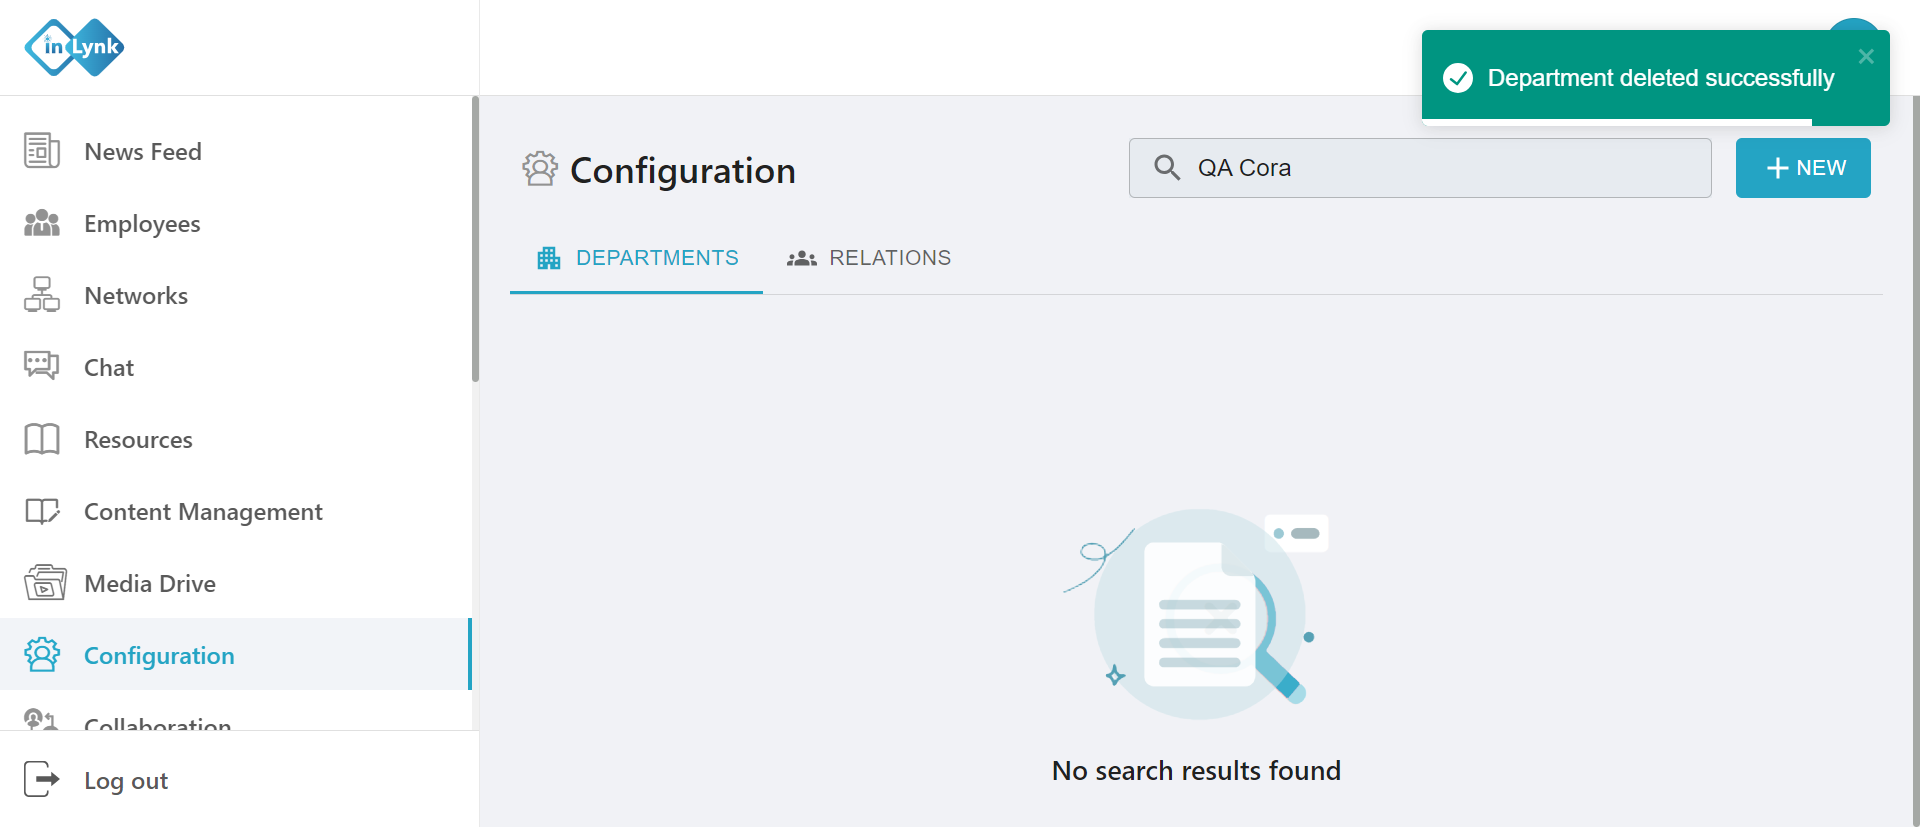 inLynk
Department deleted successfully
News Feed
Employees
Networks
Chat
Resources
Content Management
Media Drive
Configuration
Collaboration
Log out
Configuration
QA Cora
NEW
DEPARTMENTS
RELATIONS
No search results found